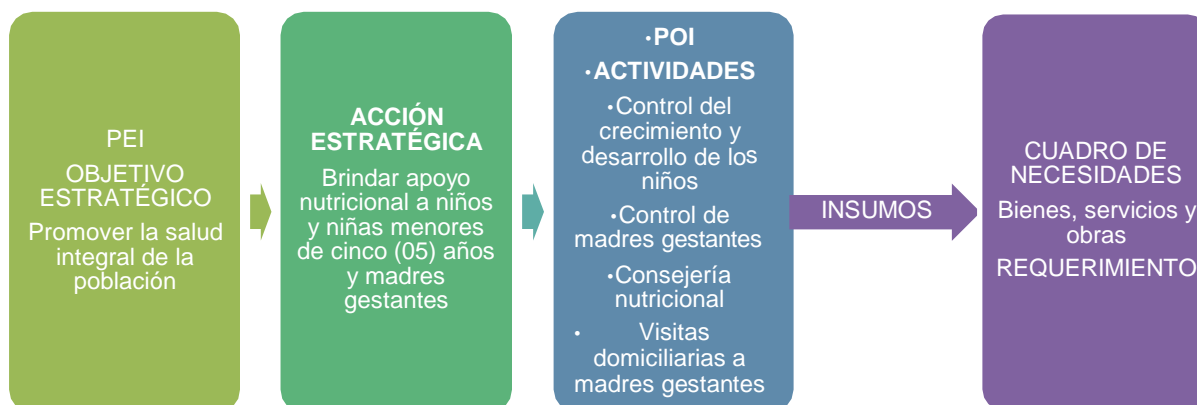 PEI
OBJETIVO
ESTRATÉGICO
Promover la salud
integral de la
población
ACCIÓN
ESTRATÉGICA
Brindar apoyo
nutricional a niños
y niñas menores
de cinco (05) años
y madres
gestantes
•POI
•ACTIVIDADES
•Control del
crecimiento y
desarrollo de los
niños
•Control de
madres gestantes
•Consejería
nutricional
• Visitas
domiciliarias a
madres gestantes
INSUMOS
CUADRO DE
NECESIDADES
Bienes, servicios y
obras
REQUERIMIENTO